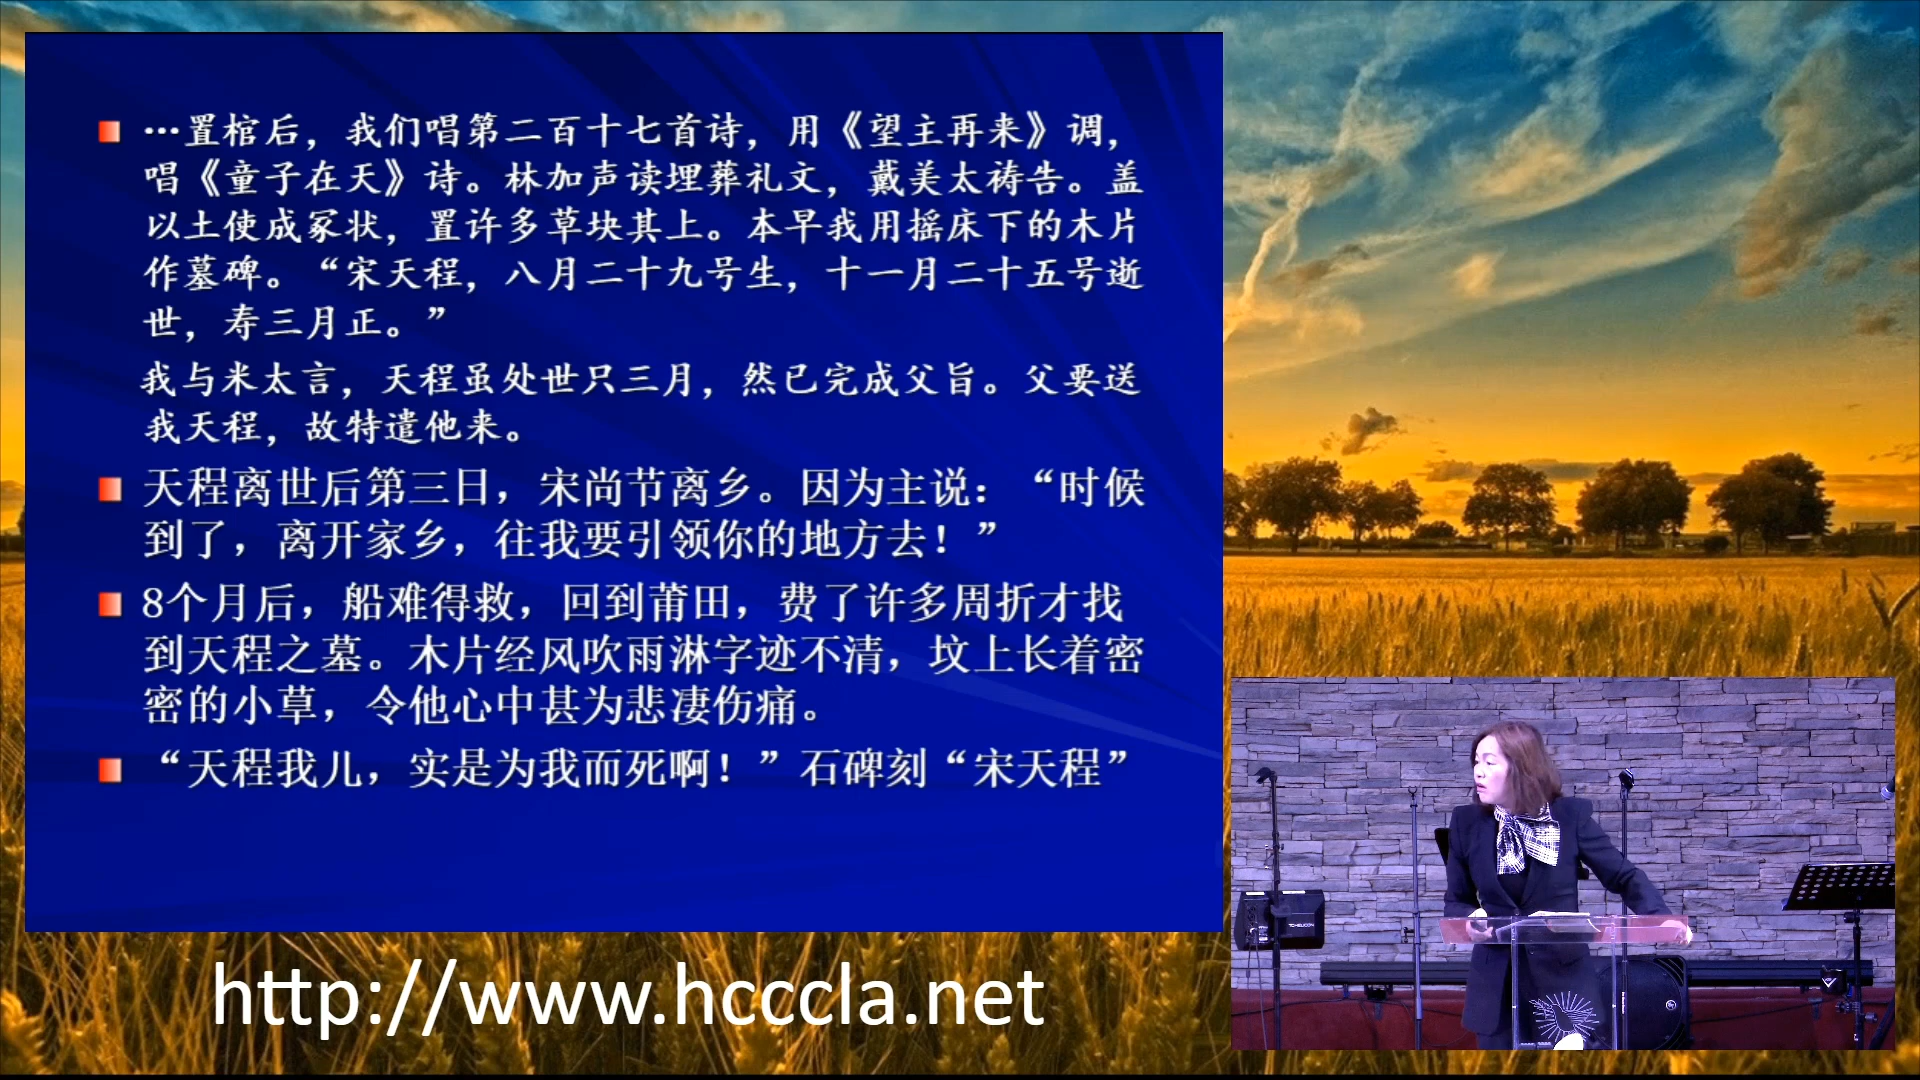 …置棺后，我们唱第二百十七首诗，用《望主再来》调，
唱《童子在天》诗。林加声读埋葬礼文，戴美太祷告。盖
以土使成冢状，置许多草块其上。本早我用摇床下的木片
作墓碑。“宋天程，八月二十九号生，十一月二十五号逝
世，寿三月正。”
我与米太言，天程虽处世只三月，然已完成父旨。父要送
我天程，故特遣他来。
天程离世后第三日，宋尚节离乡。因为主说：“时候
到了，离开家乡，往我要引领你的地方去！”
8个月后，船难得救，回到莆田，费了许多周折才找
到天程之墓。木片经风吹雨淋字迹不清，坟上长着密
密的小草，令他心中甚为悲凄伤痛。
“天程我儿，实是为我而死啊！”石碑刻“宋天程”
http://www.hcccla.net